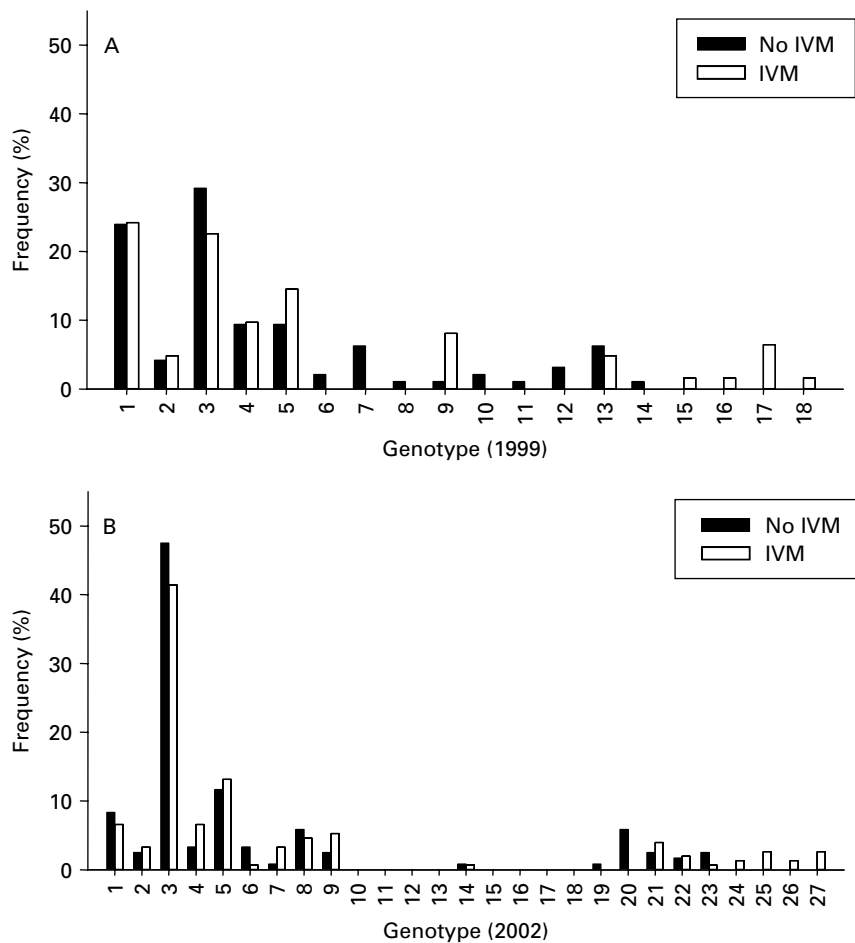 A
No IVM
IVM
50
40
30
20
10
0
Frequency (%)
1 2 3 4 5 6 7 8 9 10 11 12 13 14 15 16 17 18
Genotype (1999)
B
No IVM
IVM
50
40
30
20
10
0
Frequency (%)
1 2 3 4 5 6 7 8 9 10 11 12 13 14 15 16 17 18 19 20 21 22 23 24 25 26 27
Genotype (2002)